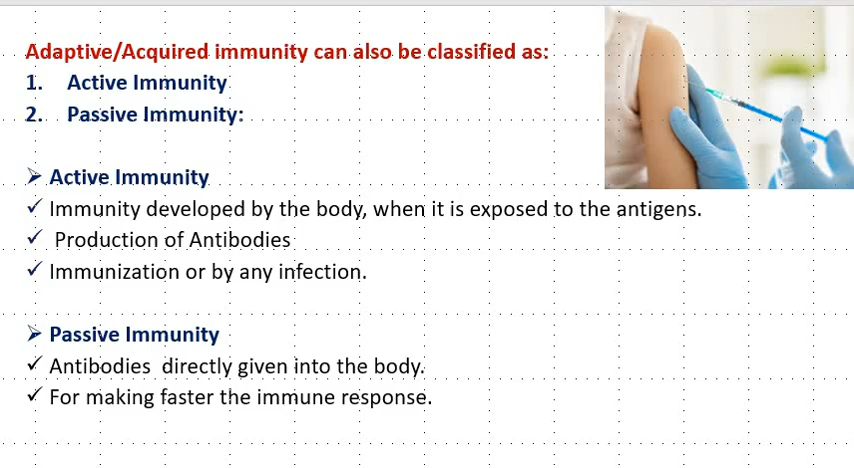 Adaptive/Acquired immunity can also be classified as:
1. Active Immunity
2. Passive Immunity:
➢ Active Immunity
✓ Immunity developed by the body, when it is exposed to the antigens.
✓ Production of Antibodies
✓ Immunization or by any infection.
➢ Passive Immunity
✓ Antibodies directly given into the body.
✓ For making faster the immune response.